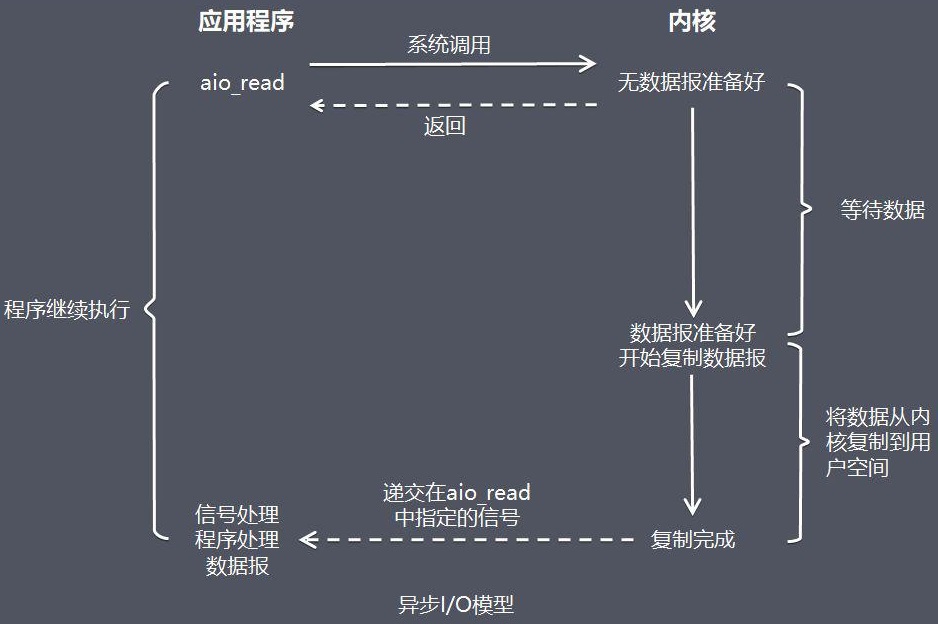 应用程序
内核
系统调用
aio_read
无数据报准备好
返回
等待数据
程序继续执行
数据报准备好
开始复制数据报
将数据从内
核复制到用
户空间
递交在aio_read
中指定的信号
信号处理
程序处理
数据报
复制完成
异步I/O模型